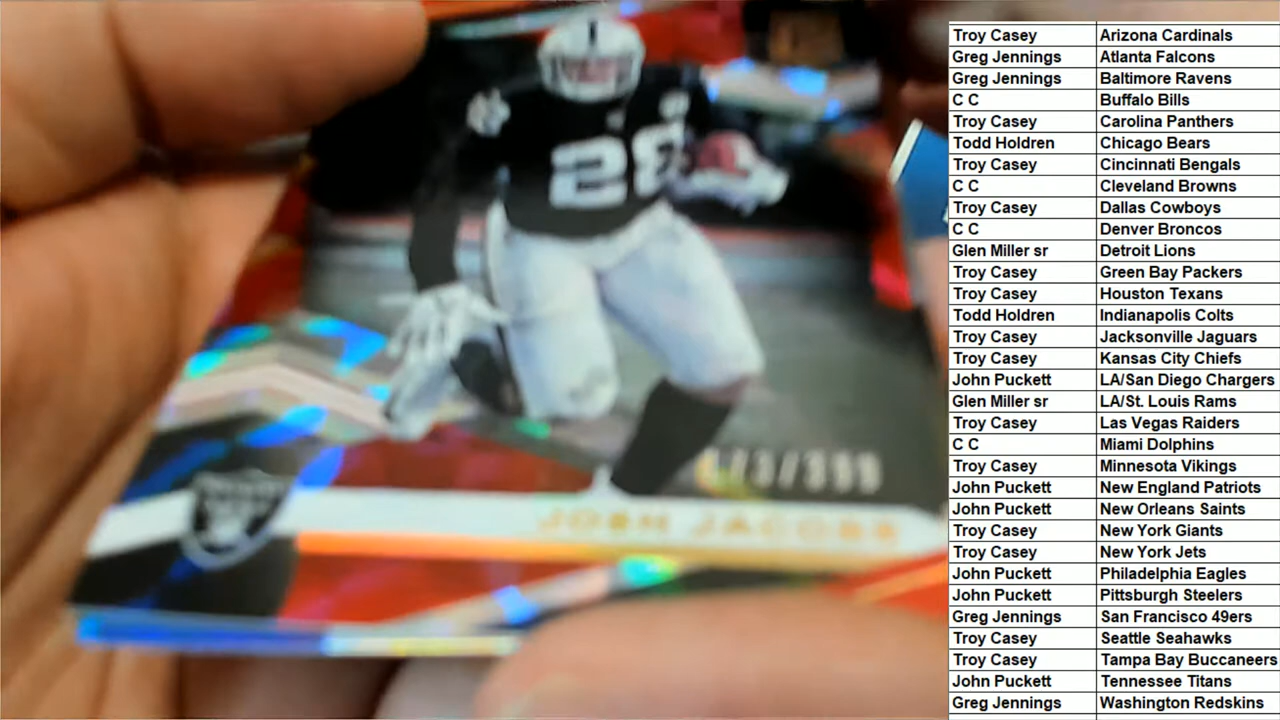 28
173/399
JOSH JACOBS
Troy Casey Arizona Cardinals
Greg Jennings Atlanta Falcons
Greg Jennings Baltimore Ravens
C C Buffalo Bills
Troy Casey Carolina Panthers
Todd Holdren Chicago Bears
Troy Casey Cincinnati Bengals
C C Cleveland Browns
Troy Casey Dallas Cowboys
C C Denver Broncos
Glen Miller sr Detroit Lions
Troy Casey Green Bay Packers
Troy Casey Houston Texans
Todd Holdren Indianapolis Colts
Troy Casey Jacksonville Jaguars
Troy Casey Kansas City Chiefs
John Puckett LA/San Diego Chargers
Glen Miller sr LA/St. Louis Rams
Troy Casey Las Vegas Raiders
C C Miami Dolphins
Troy Casey Minnesota Vikings
John Puckett New England Patriots
John Puckett New Orleans Saints
Troy Casey New York Giants
Troy Casey New York Jets
John Puckett Philadelphia Eagles
John Puckett Pittsburgh Steelers
Greg Jennings San Francisco 49ers
Troy Casey Seattle Seahawks
Troy Casey Tampa Bay Buccaneers
John Puckett Tennessee Titans
Greg Jennings Washington Redskins